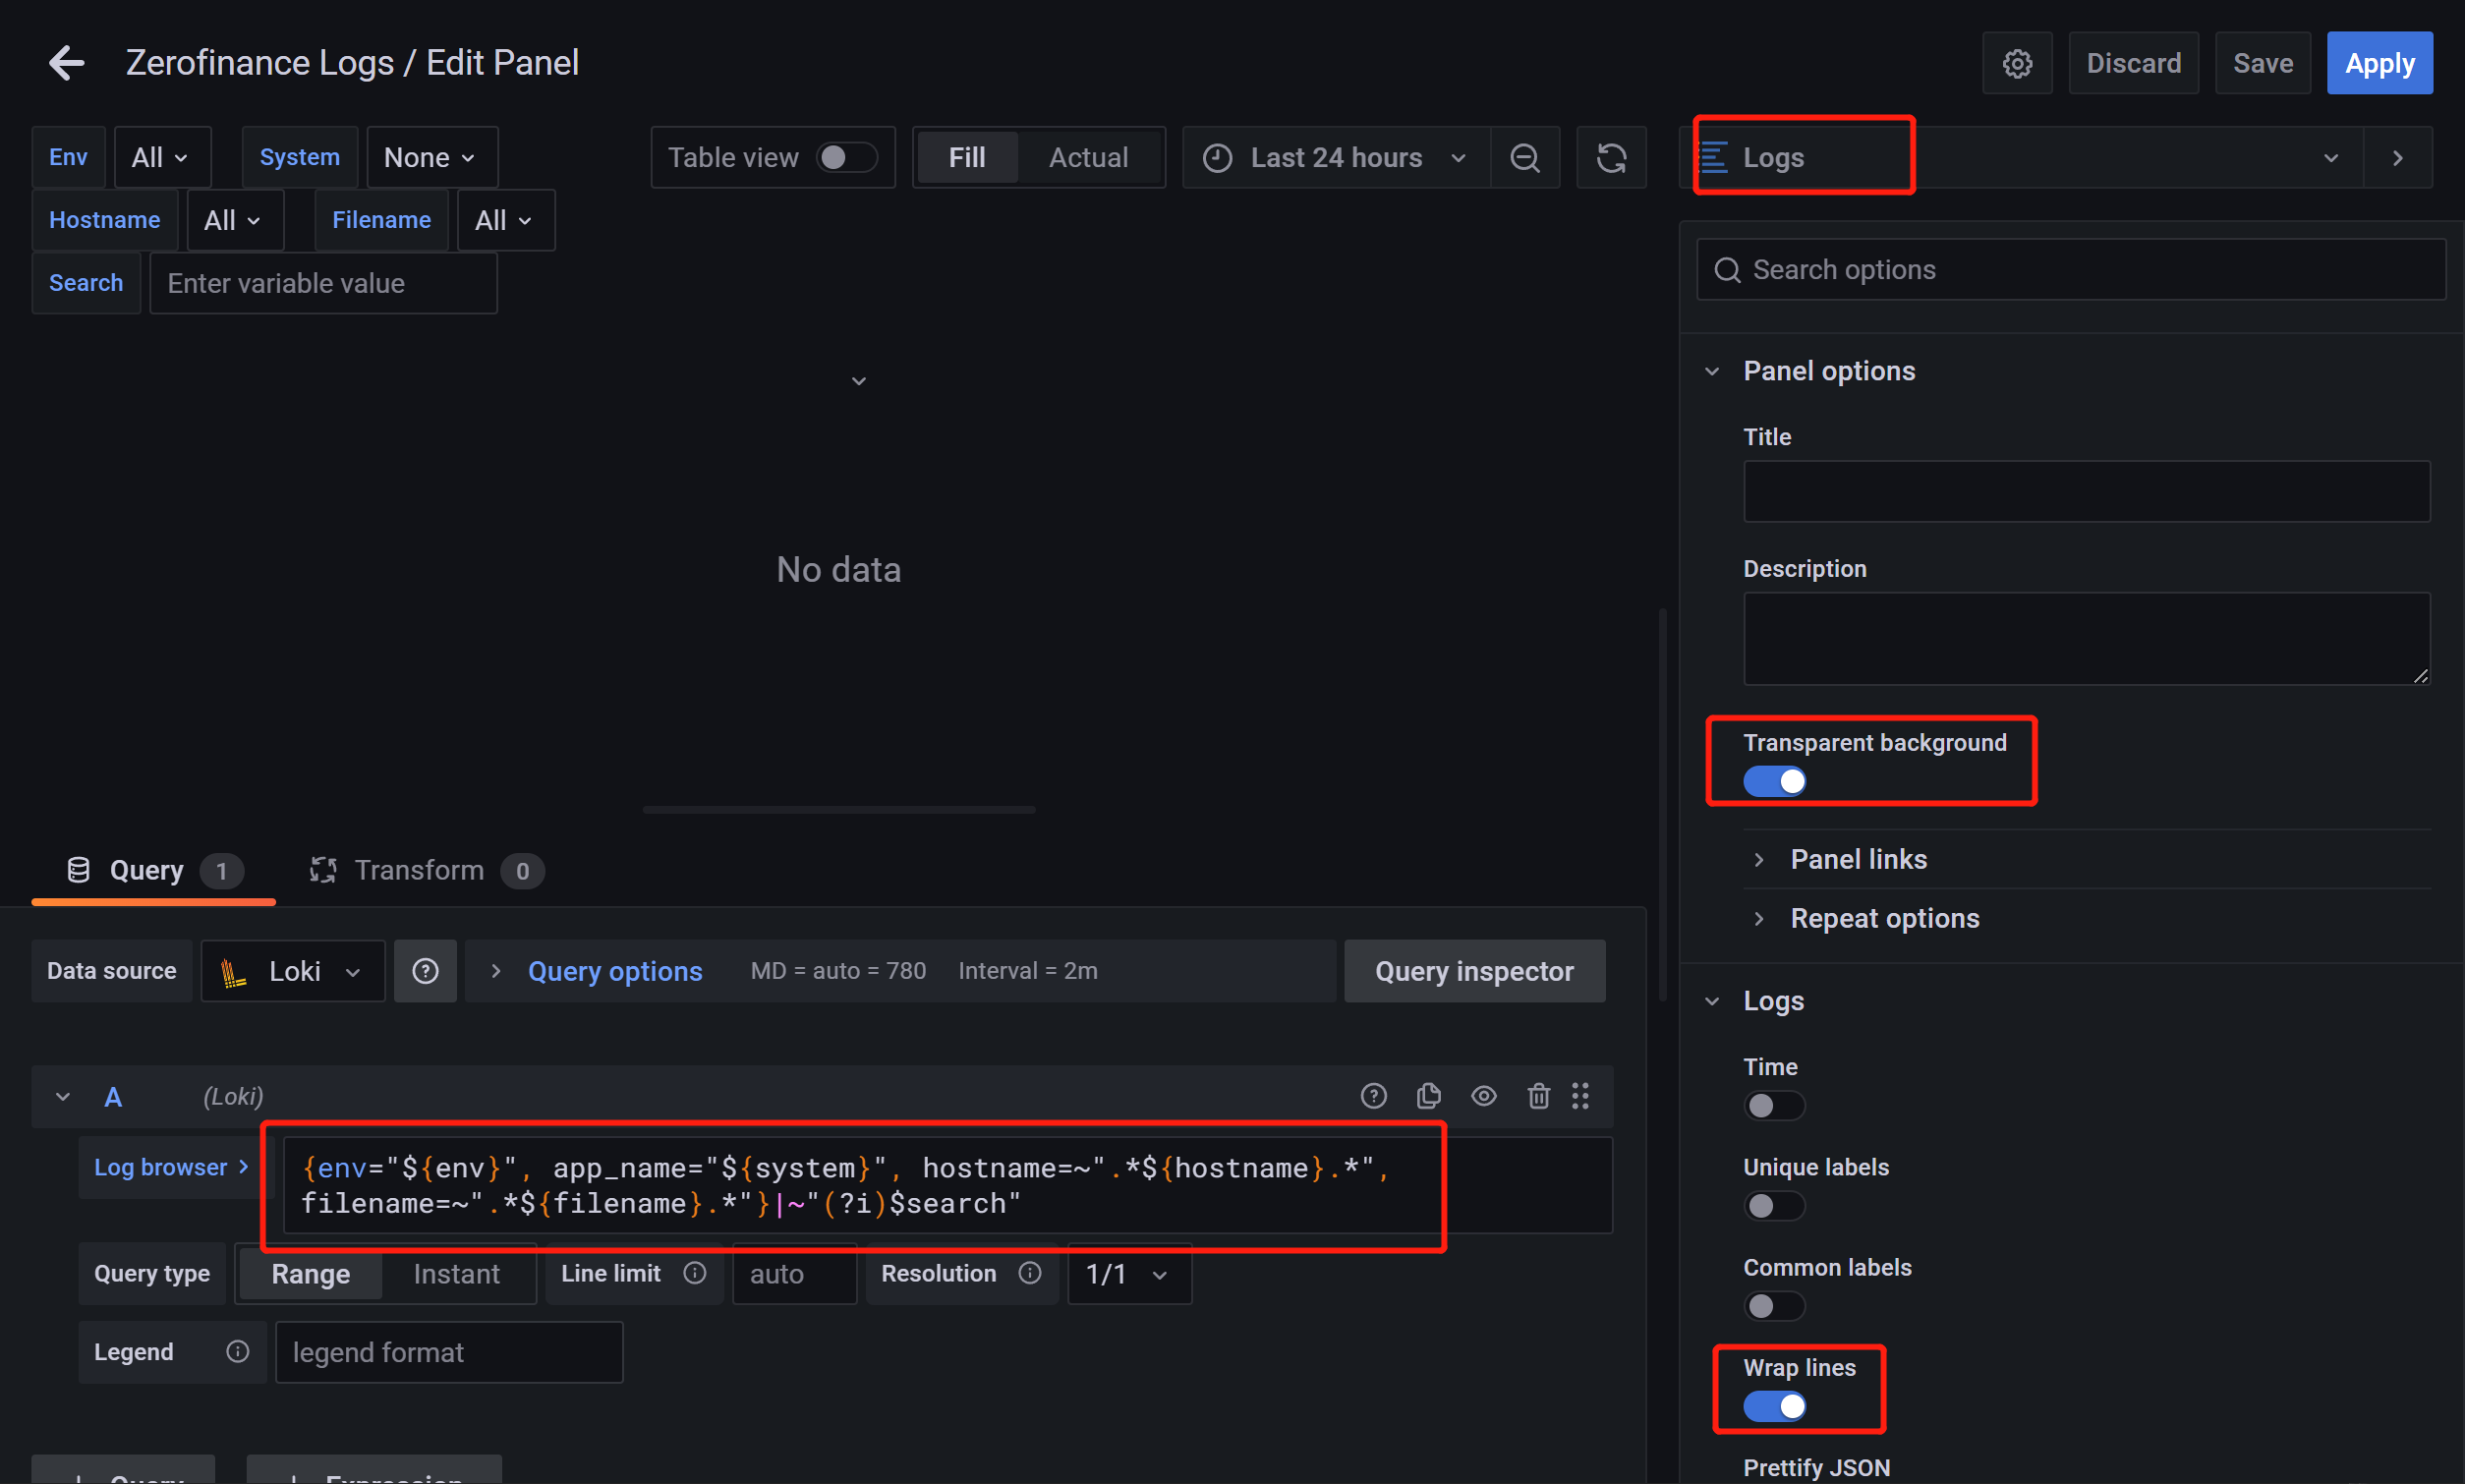 Zerofinance Logs / Edit Panel
Discard
Save
Apply
Env
All
System
None
Table view
Fill
Actual
Last 24 hours
Logs
Hostname
All
Filename
All
Search
Enter variable value
Search options
Panel options
Title
No data
Description
Transparent background
Panel links
Repeat options
Query
1
Transform
0
Data source
Loki
Query options
MD = auto = 780
Interval = 2m
Query inspector
Logs
Time
A
(Loki)
Log browser
{env="${env}", app_name="${system}", hostname=~".*${hostname}.*",
filename=~".*${filename}.*"}|~"(?i)$search"
Unique labels
Query type
Range
Instant
Line limit
auto
Resolution
1/1
Common labels
Legend
legend format
Wrap lines
Query
Expression
Prettify JSON